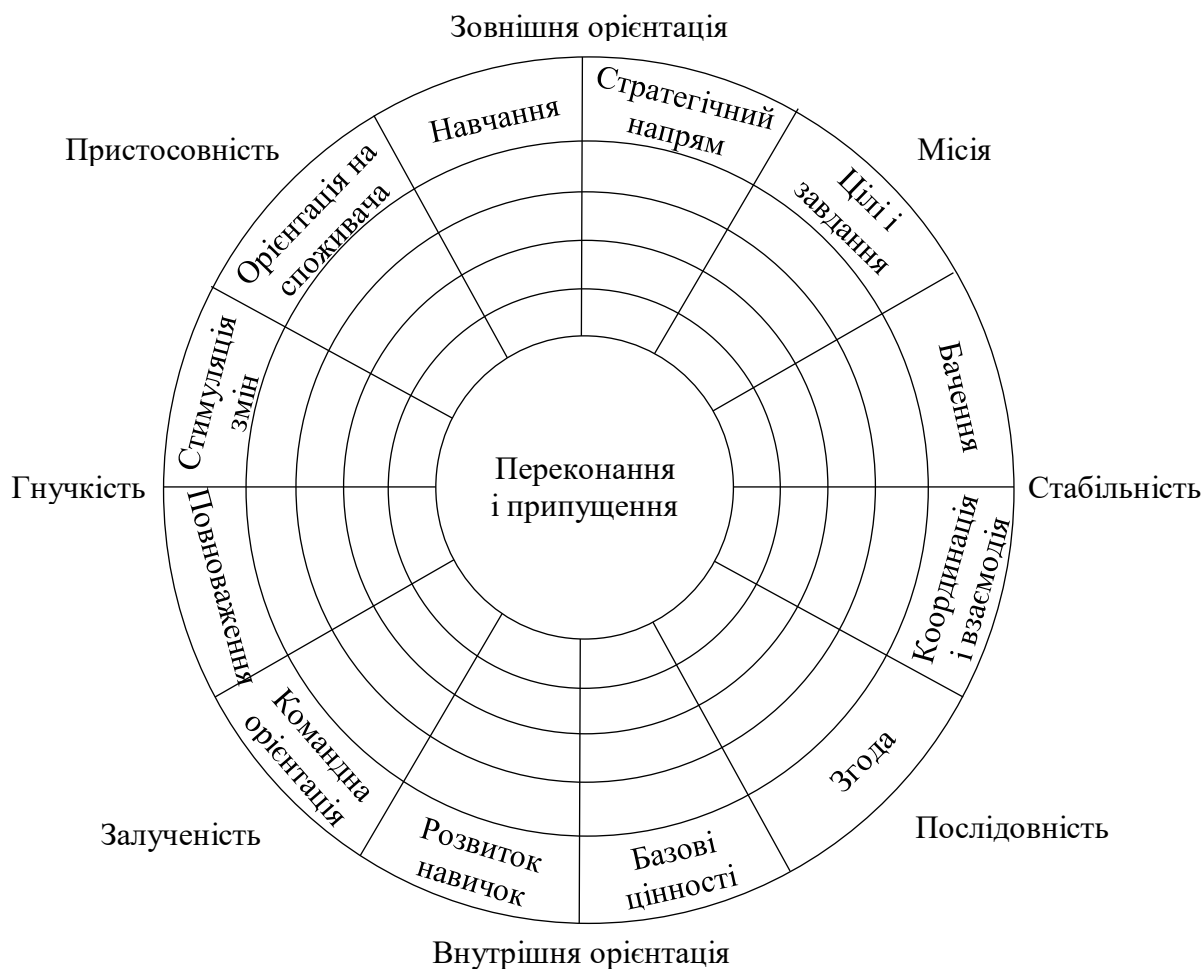 Зовнішня орієнтація
Навчання
Стратегічний
напрям
Пристосовність
Місія
Орієнтація на
споживача
Цілі і
завдання
Стимуляція
змін
Бачення
Гнучкість
Переконання
і припущення
Стабільність
Повноваження
Координація
і взаємодія
Командна
орієнтація
Згода
Залученість
Послідовність
Розвиток
навичок
Базові
цінності
Внутрішня орієнтація